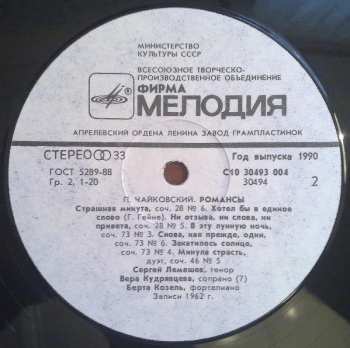 МИНИСТЕРСТВО
КУЛЬТУРЫ СССР
ВСЕСОЮЗНОЕ ТВОРЧЕСКО-
ПРОИЗВОДСТВЕННОЕ ОБЪЕДИНЕНИЕ
ФИРМА
МЕЛОДИЯ
АПРЕЛЕВСКИЙ ОРДЕНА ЛЕНИНА ЗАВОД ГРАМПЛАСТИНОК
СТЕРЕО 33
Год выпуска 1990
ГОСТ 5289-88
С10 30493 004
Гр. 2. 1-20
30494
2
П. ЧАЙКОВСКИЙ. РОМАНСЫ
Страшная минута, соч. 28 № 6. Хотел бы в единое
слово (Г. Гейне). Ни отзыва, ни слова, ни
привета, соч. 28 № 5. В эту лунную ночь,
соч. 73 № 3. Снова, как прежде, один,
соч. 73 № 6. Закатилось солнце,
соч. 73 № 4. Минула страсть,
дуэт, соч. 46 № 5
Сергей Лемешев, тенор
Вера Кудрявцева, сопрано (7)
Берта Козель, фортепиано
Записи 1962 г.